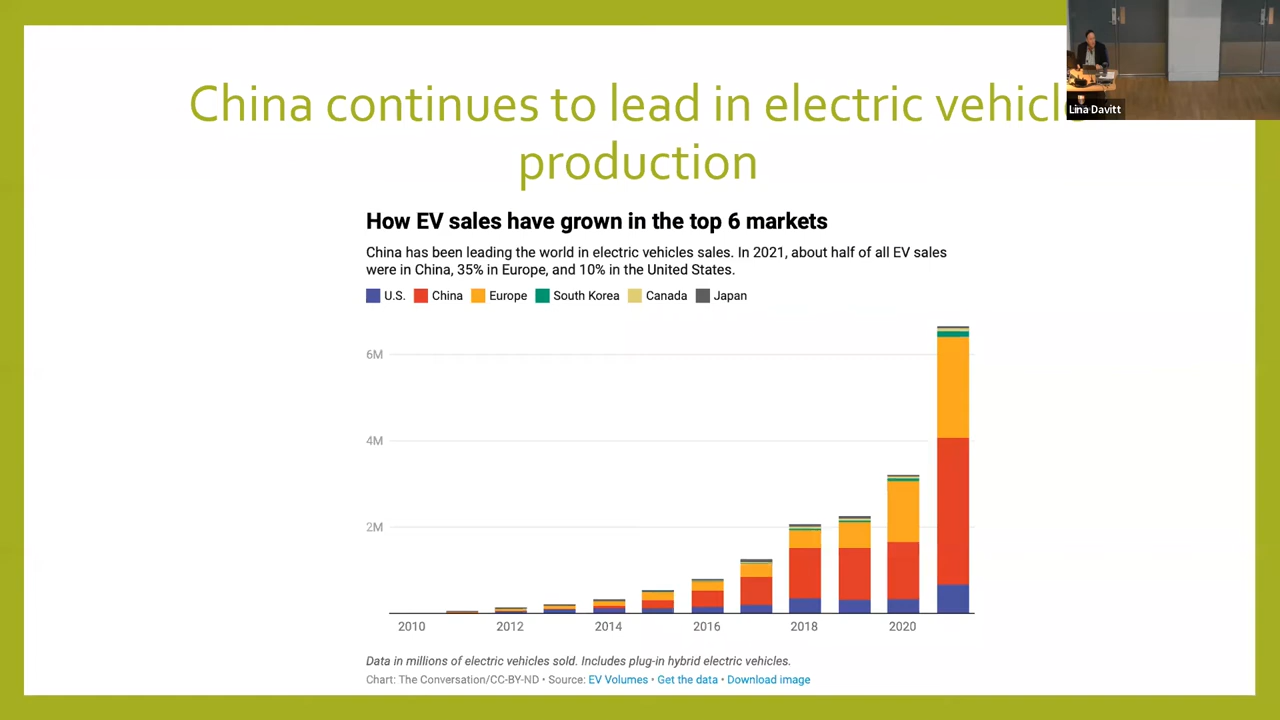 China continues to lead in electric vehicle
production
Lina Davitt
How EV sales have grown in the top 6 markets
China has been leading the world in electric vehicles sales. In 2021, about half of all EV sales
were in China, 35% in Europe, and 10% in the United States.
U.S. China Europe South Korea Canada Japan
6M
4M
2M
2010 2012 2014 2016 2018 2020
Data in millions of electric vehicles sold. Includes plug-in hybrid electric vehicles.
Chart: The Conversation/CC-BY-ND • Source: EV Volumes • Get the data • Download image